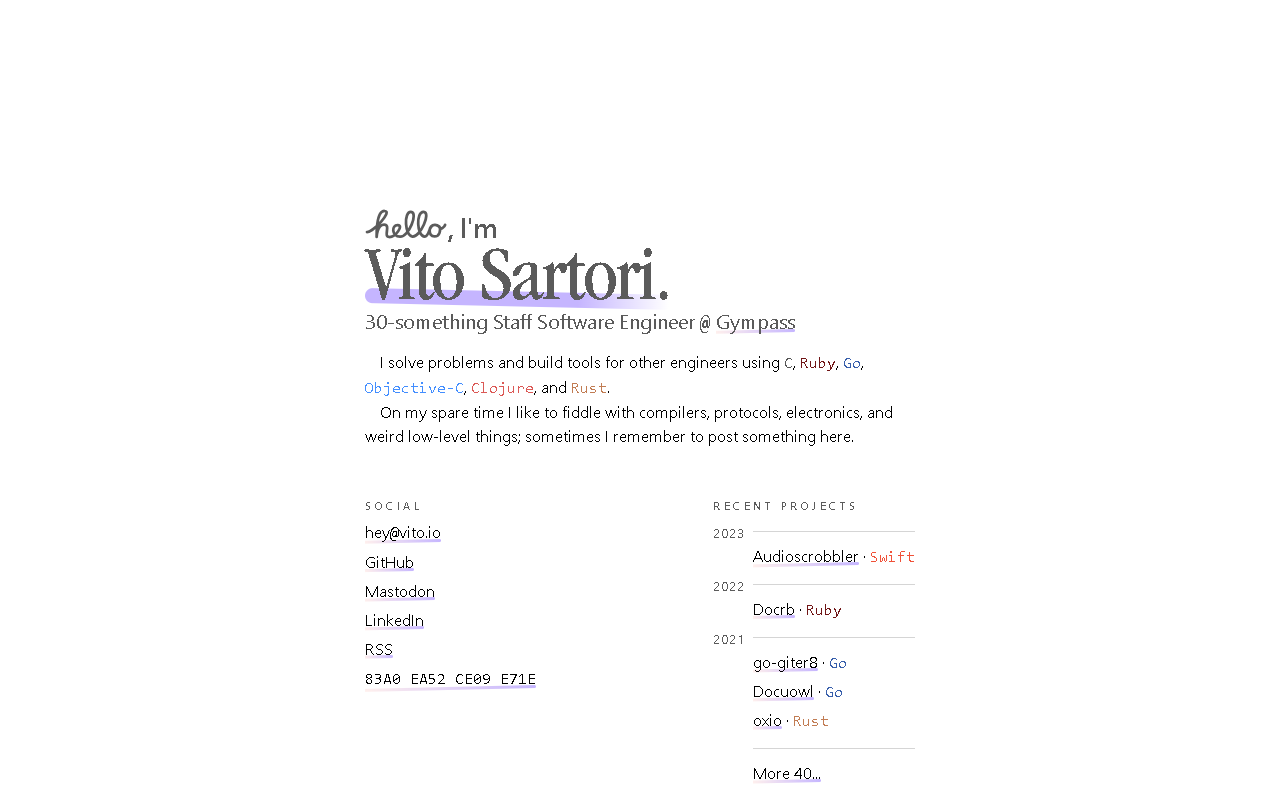 hello, I'm
Vito Sartori.
30-something Staff Software Engineer @ Gympass
I solve problems and build tools for other engineers using C, Ruby, Go,
Objective-C, Clojure, and Rust.
On my spare time I like to fiddle with compilers, protocols, electronics, and
weird low-level things; sometimes I remember to post something here.
SOCIAL
hey@vito.io
GitHub
Mastodon
LinkedIn
RSS
83A0 EA52 CE09 E71E
RECENT PROJECTS
2023
Audioscrobbler · Swift
2022
Docrb · Ruby
2021
go-giter8 · Go
Docuowl · Go
oxio · Rust
More 40...